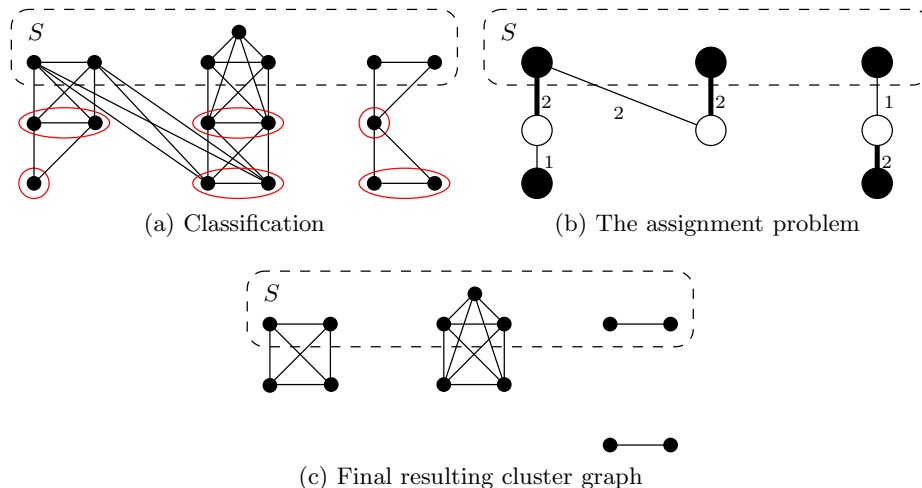 S
S
2
2
2
1
1
2
(a) Classification
(b) The assignment problem
S
(c) Final resulting cluster graph